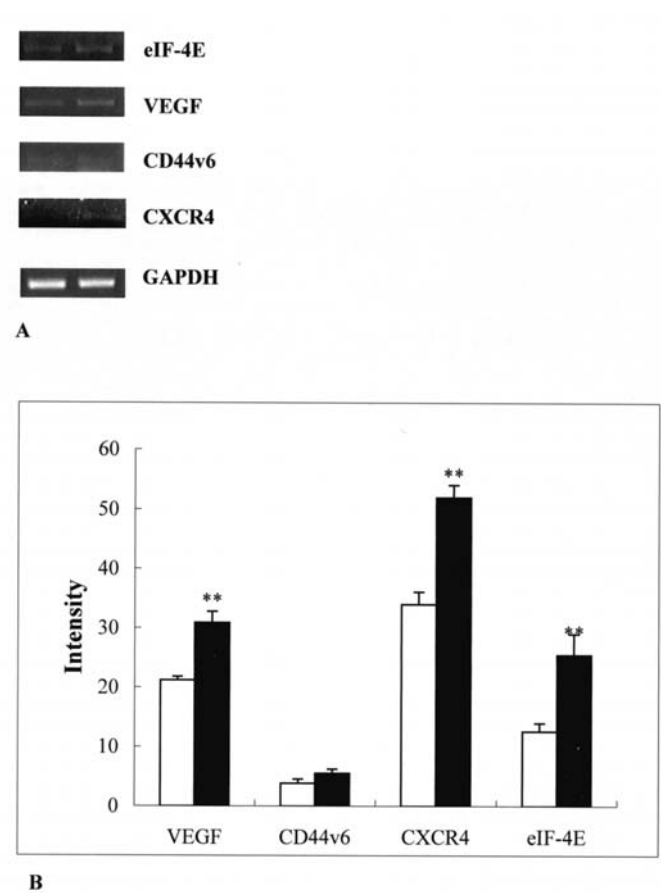 eIF-4E
VEGF
CD44v6
CXCR4
GAPDH
A
60
50
40
30
20
10
0
Intensity
**
**
**
VEGF CD44v6 CXCR4 eIF-4E
B